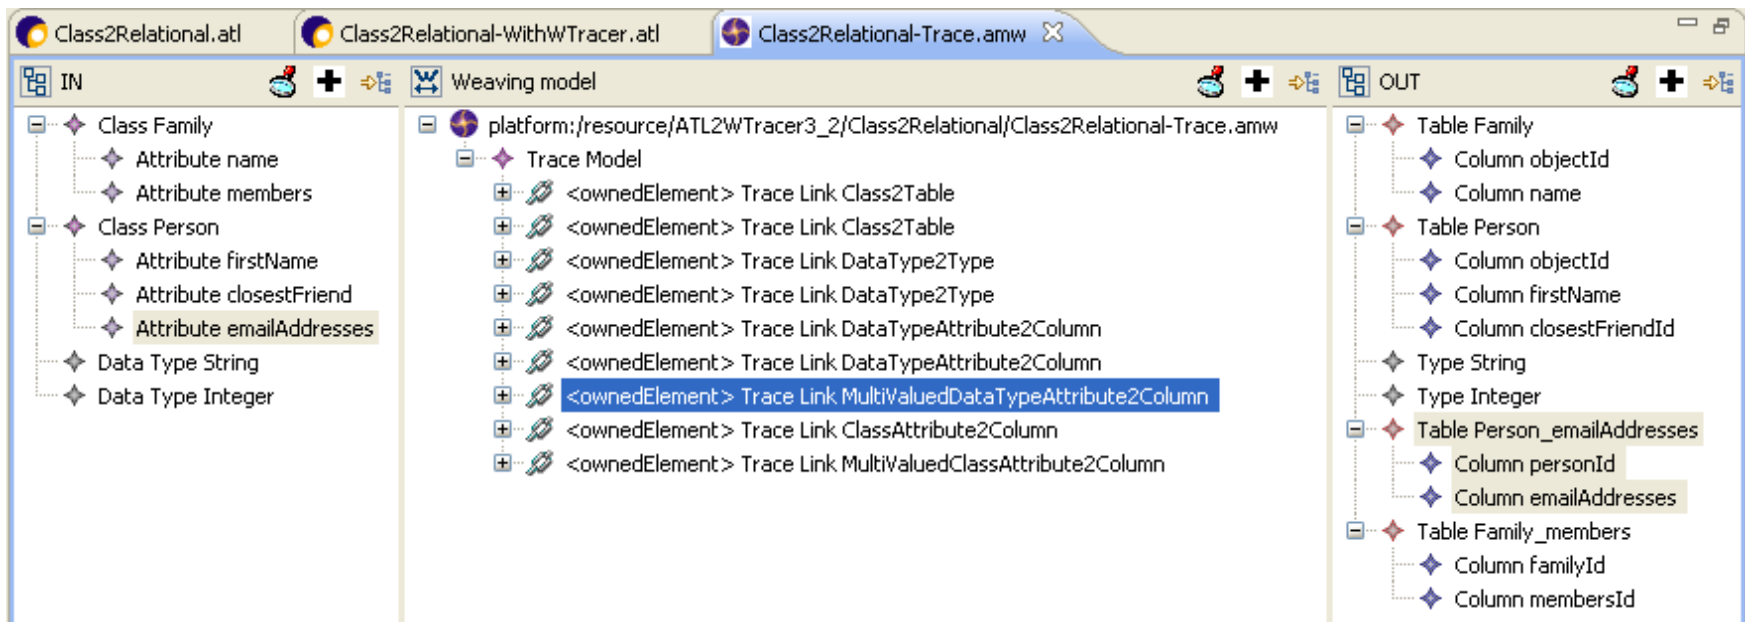 Class2Relational.atl
Class2Relational-WithWTracer.atl
Class2Relational-Trace.amw
IN
Class Family
Attribute name
Attribute members
Class Person
Attribute firstName
Attribute closestFriend
Attribute emailAddresses
Data Type String
Data Type Integer
Weaving model
platform:/resource/ATL2WTracer3_2/Class2Relational/Class2Relational-Trace.amw
Trace Model
<ownedElement> Trace Link Class2Table
<ownedElement> Trace Link Class2Table
<ownedElement> Trace Link DataType2Type
<ownedElement> Trace Link DataType2Type
<ownedElement> Trace Link DataTypeAttribute2Column
<ownedElement> Trace Link DataTypeAttribute2Column
<ownedElement> Trace Link MultiValuedDataTypeAttribute2Column
<ownedElement> Trace Link ClassAttribute2Column
<ownedElement> Trace Link MultiValuedClassAttribute2Column
OUT
Table Family
Column objectId
Column name
Table Person
Column objectId
Column firstName
Column closestFriendId
Type String
Type Integer
Table Person_emailAddresses
Column personId
Column emailAddresses
Table Family_members
Column familyId
Column membersId